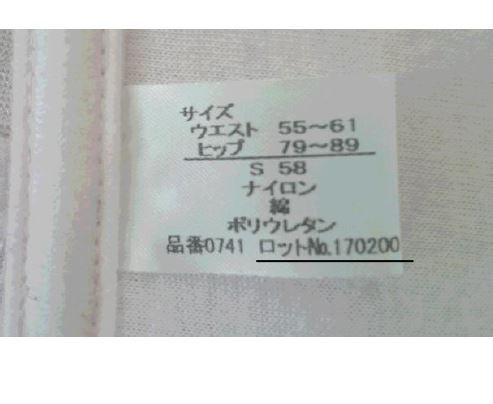 サイズ
ウエスト 55～61
ヒップ 79～89
S 58
ナイロン
綿
ポリウレタン
品番0741 ロットNo.170200